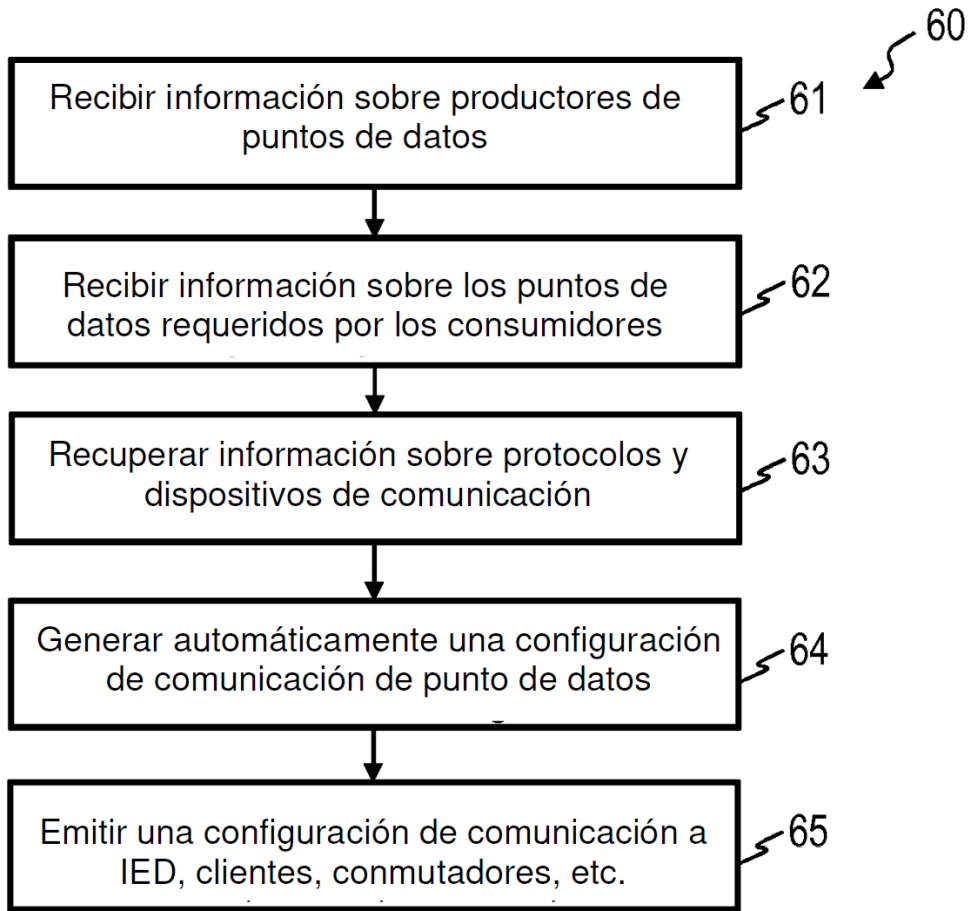 60
Recibir información sobre productores de
puntos de datos
61
Recibir información sobre los puntos de
datos requeridos por los consumidores
62
Recuperar información sobre protocolos y
dispositivos de comunicación
63
Generar automáticamente una configuración
de comunicación de punto de datos
64
Emitir una configuración de comunicación a
IED, clientes, conmutadores, etc.
65